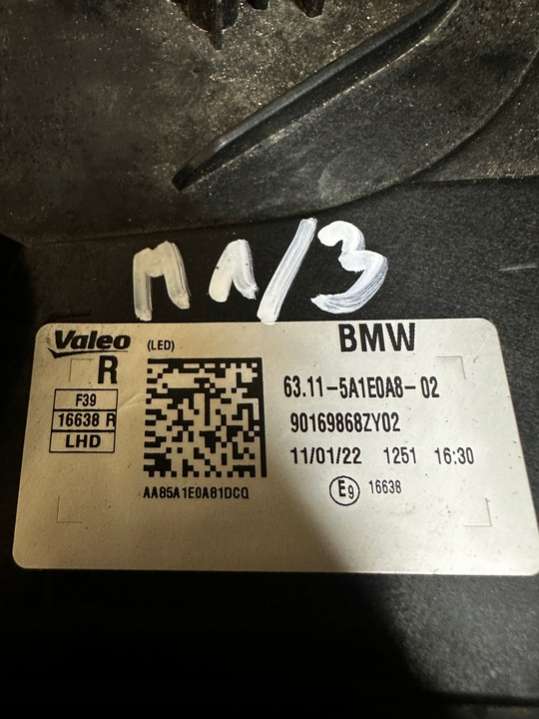 M1/3
Valeo (LED) BMW
R
F39
16638 R
LHD
63.11-5A1E0A8-02
90169868ZY02
11/01/22 1251 16:30
E9 16638
AA85A1E0A81DCQ